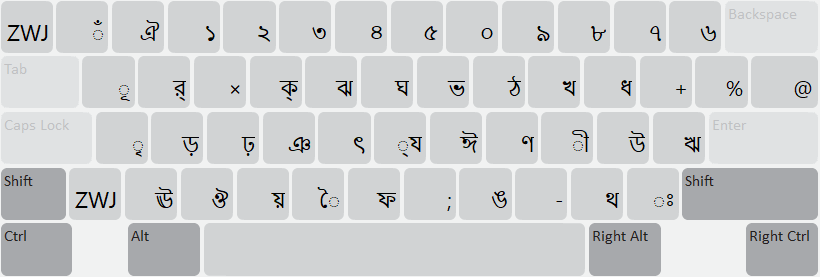 ZWJ ঁ ঐ ১ ২ ৩ ৪ ৫ ০ ৯ ৮ ৭ ৬ Backspace
Tab ূ র্ × ক্ ঝ ঘ ভ ঠ খ ধ + % @
Caps Lock ৃ ড় ঢ় ঞ ৎ ্য ঈ ণ ী উ ঋ Enter
Shift ZWJ ঊ ঔ য় ৈ ফ ; ঙ - থ ঃ Shift
Ctrl Alt Right Alt Right Ctrl